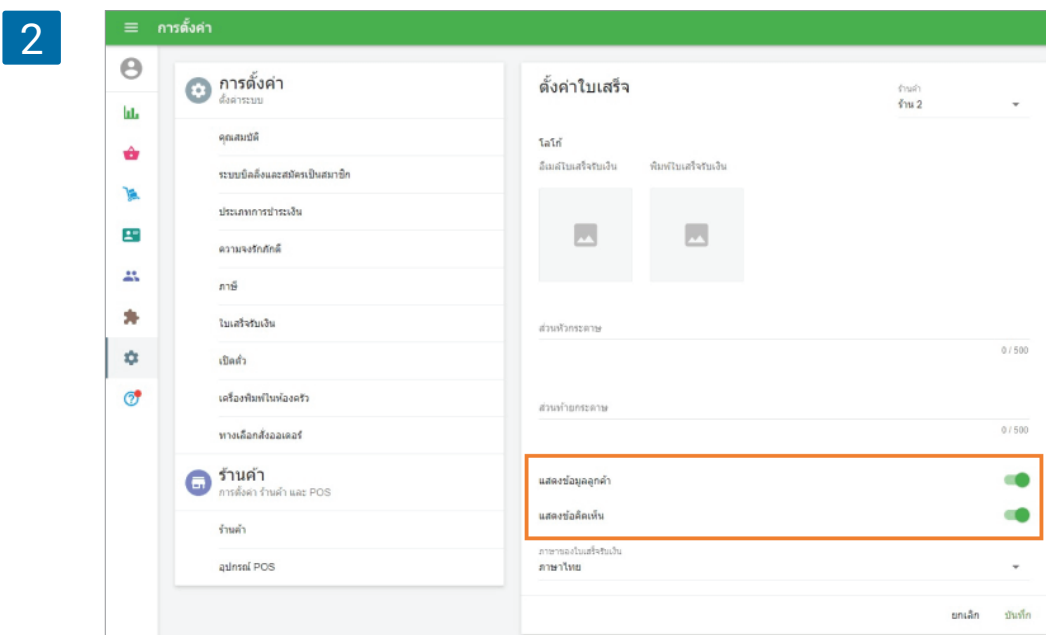 2
การตั้งค่า
การตั้งค่า
ตั้งค่าระบบ
คุณสมบัติ
ระบบบิลลิ่งและสมัครเป็นสมาชิก
ประเภทการชำระเงิน
ความจงรักภักดี
ภาษี
ใบเสร็จรับเงิน
เปิดตั๋ว
เครื่องพิมพ์ในห้องครัว
ทางเลือกสั่งออเดอร์
ร้านค้า
การตั้งค่า ร้านค้า และ POS
ร้านค้า
อุปกรณ์ POS
ตั้งค่าใบเสร็จ
ร้านค้า
ร้าน 2
โลโก้
อีเมล์ใบเสร็จรับเงิน
พิมพ์ใบเสร็จรับเงิน
ส่วนหัวกระดาษ
0 / 500
ส่วนท้ายกระดาษ
0 / 500
แสดงข้อมูลลูกค้า
แสดงข้อคิดเห็น
ภาษาของใบเสร็จรับเงิน
ภาษาไทย
ยกเลิก บันทึก